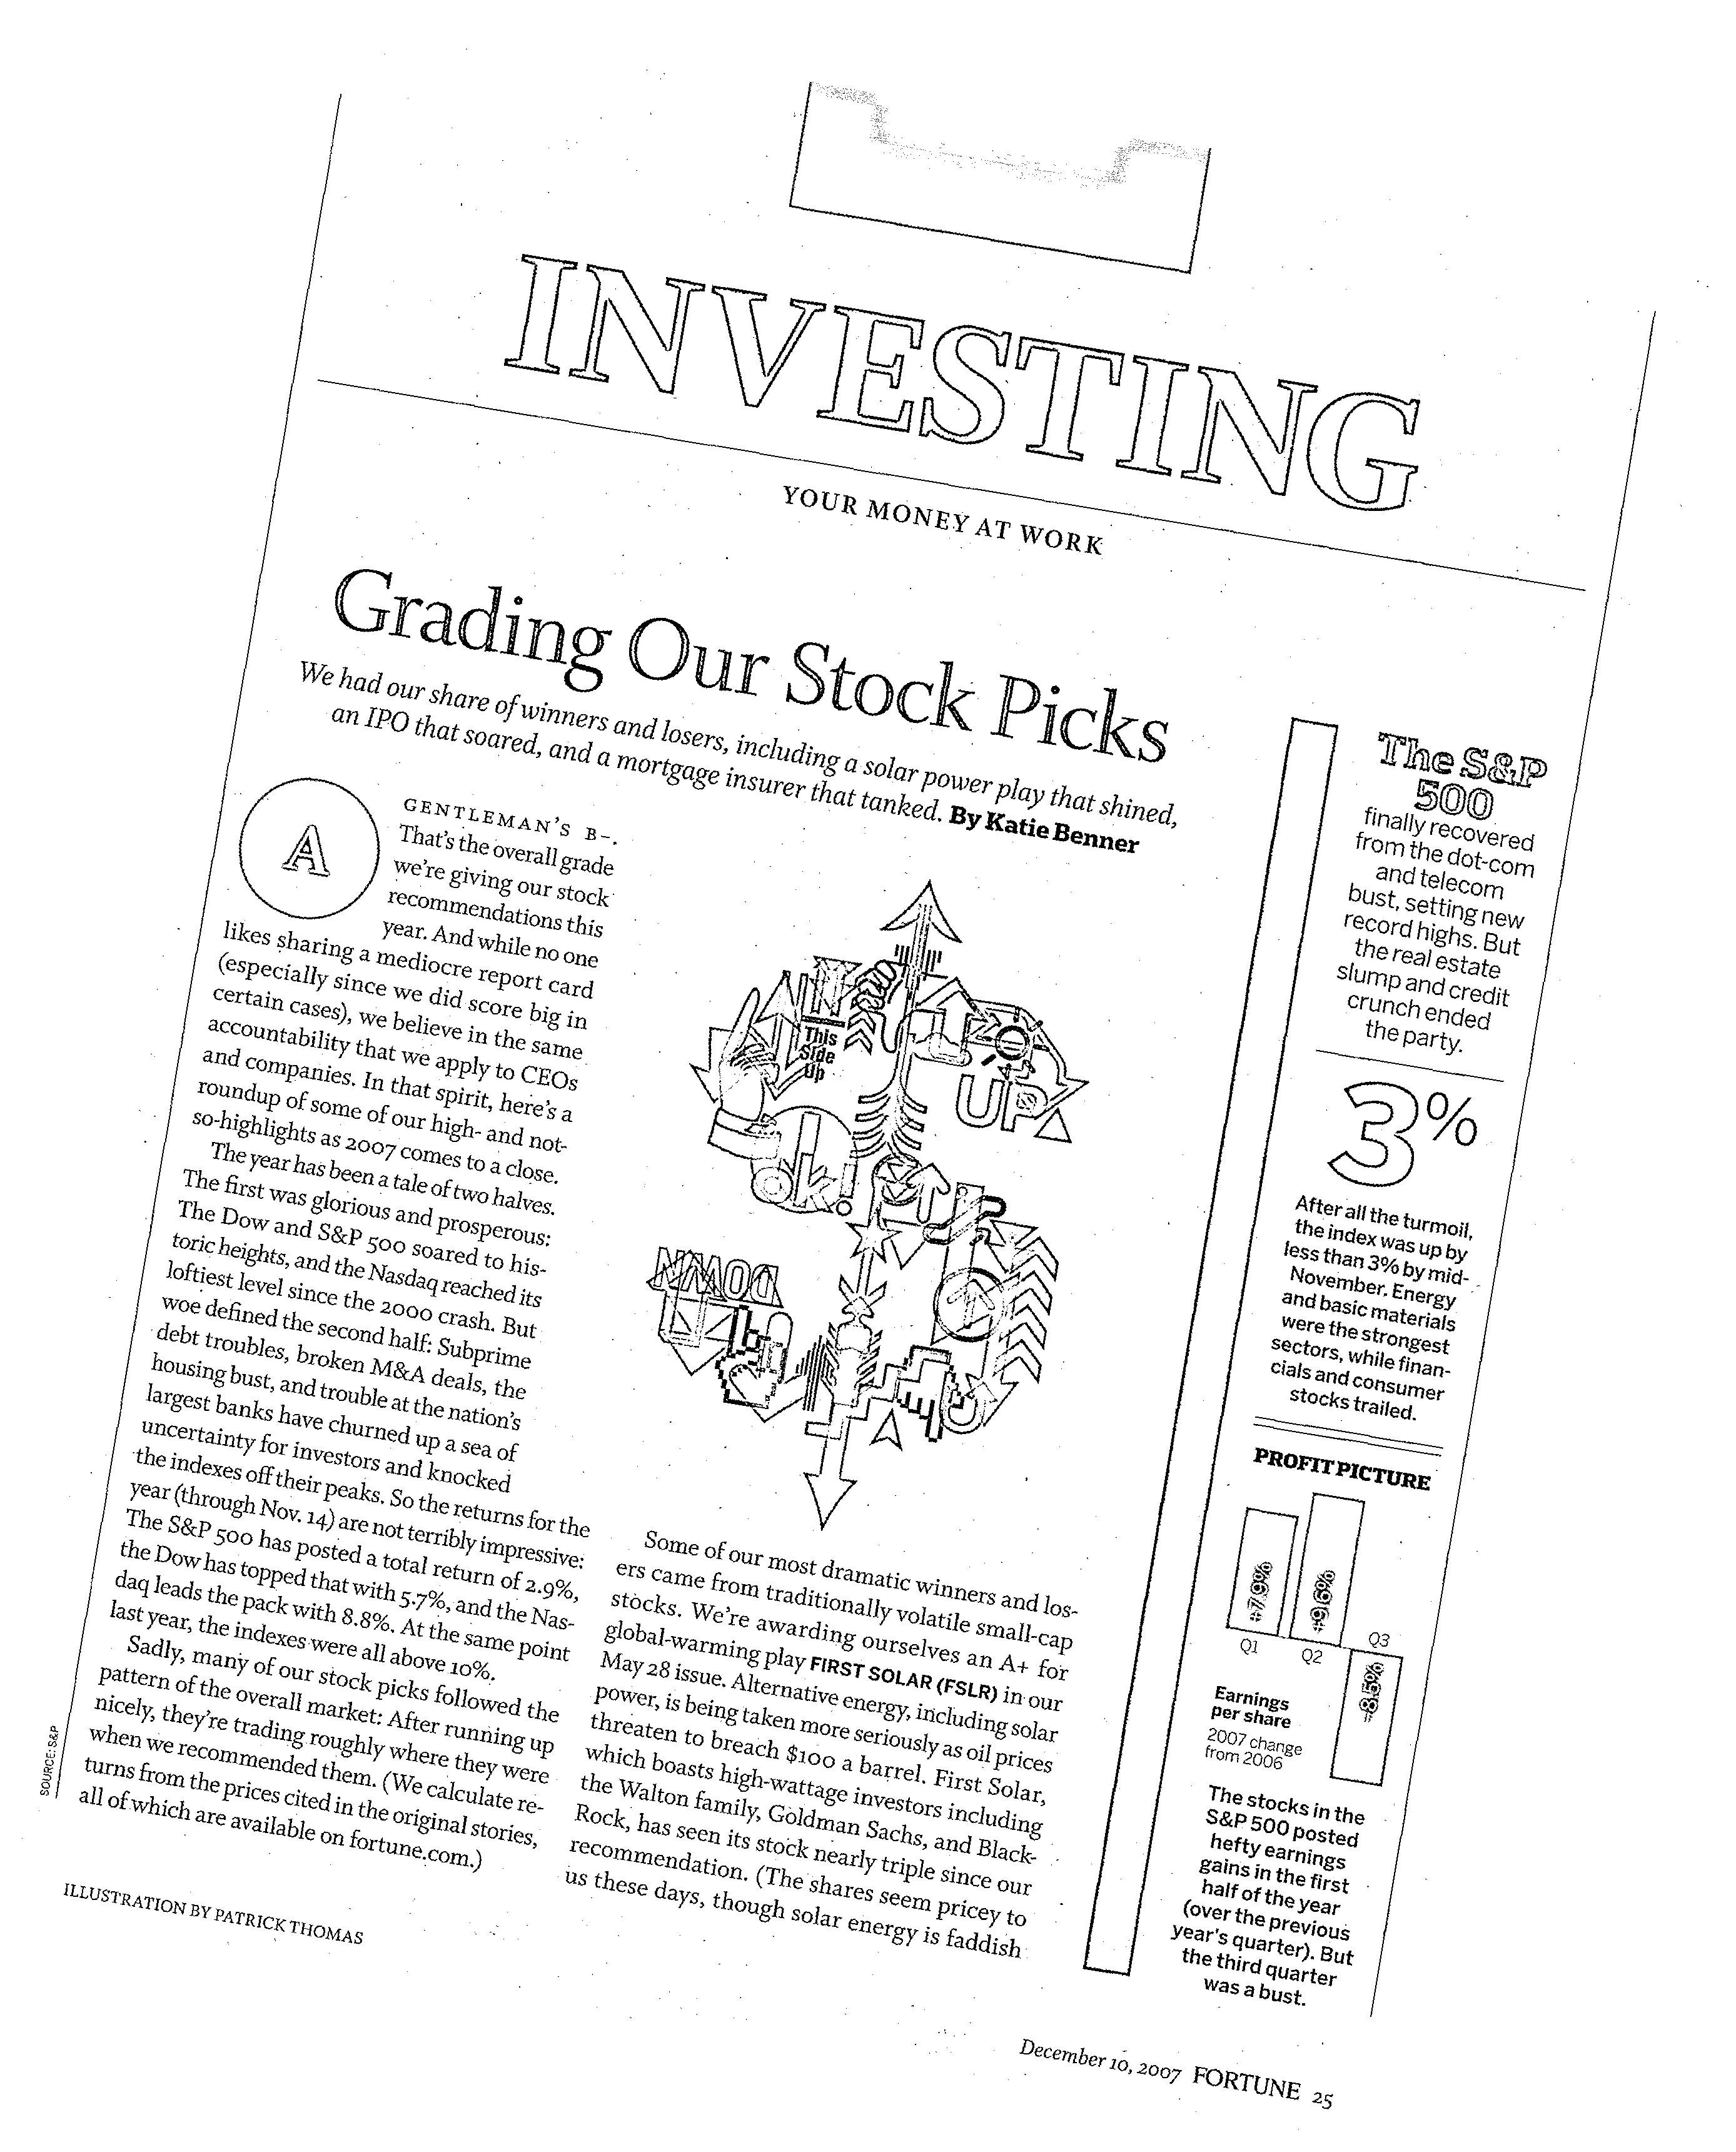 INVESTING
YOUR MONEY AT WORK
Grading Our Stock Picks
We had our share of winners and losers, including a solar power play that shined,
an IPO that soared, and a mortgage insurer that tanked. By Katie Benner
A
GENTLEMAN'S B–.
That's the overall grade
we're giving our stock
recommendations this
year. And while no one
likes sharing a mediocre report card
(especially since we did score big in
certain cases), we believe in the same
accountability that we apply to CEOs
and companies. In that spirit, here's a
roundup of some of our high- and not-
so-highlights as 2007 comes to a close.
The year has been a tale of two halves.
The first was glorious and prosperous:
The Dow and S&P 500 soared to his-
toric heights, and the Nasdaq reached its
loftiest level since the 2000 crash. But
woe defined the second half: Subprime
debt troubles, broken M&A deals, the
housing bust, and trouble at the nation's
largest banks have churned up a sea of
uncertainty for investors and knocked
the indexes off their peaks. So the returns for the
year (through Nov. 14) are not terribly impressive:
The S&P 500 has posted a total return of 2.9%,
the Dow has topped that with 5.7%, and the Nas-
daq leads the pack with 8.8%. At the same point
last year, the indexes were all above 10%.
Sadly, many of our stock picks followed the
pattern of the overall market: After running up
nicely, they're trading roughly where they were
when we recommended them. (We calculate re-
turns from the prices cited in the original stories,
all of which are available on fortune.com.)
This
Side
Up
UP
ok!
DOWN
Some of our most dramatic winners and los-
ers came from traditionally volatile small-cap
stocks. We're awarding ourselves an A+ for
global-warming play FIRST SOLAR (FSLR) in our
May 28 issue. Alternative energy, including solar
power, is being taken more seriously as oil prices
threaten to breach $100 a barrel. First Solar,
which boasts high-wattage investors including
the Walton family, Goldman Sachs, and Black-
Rock, has seen its stock nearly triple since our
recommendation. (The shares seem pricey to
us these days, though solar energy is faddish
The S&P
500
finally recovered
from the dot-com
and telecom
bust, setting new
record highs. But
the real estate
slump and credit
crunch ended
the party.
3%
After all the turmoil,
the index was up by
less than 3% by mid-
November. Energy
and basic materials
were the strongest
sectors, while finan-
cials and consumer
stocks trailed.
PROFIT PICTURE
+7.9%
+9.6%
Q1
Q2
Q3
-8.5%
Earnings
per share
2007 change
from 2006
The stocks in the
S&P 500 posted
hefty earnings
gains in the first
half of the year
(over the previous
year's quarter). But
the third quarter
was a bust.
SOURCE: S&P
ILLUSTRATION BY PATRICK THOMAS
December 10, 2007 FORTUNE 25